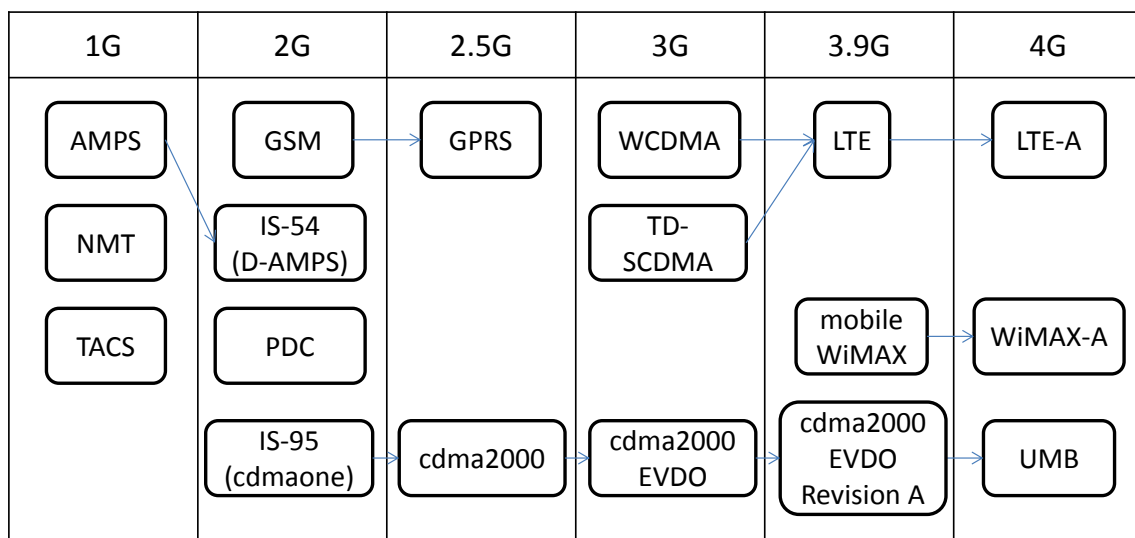 1G
2G
2.5G
3G
3.9G
4G
AMPS
GSM
GPRS
WCDMA
LTE
LTE-A
NMT
IS-54
(D-AMPS)
TD-
SCDMA
TACS
PDC
mobile
WiMAX
WiMAX-A
IS-95
(cdmaone)
cdma2000
cdma2000
EVDO
cdma2000
EVDO
Revision A
UMB